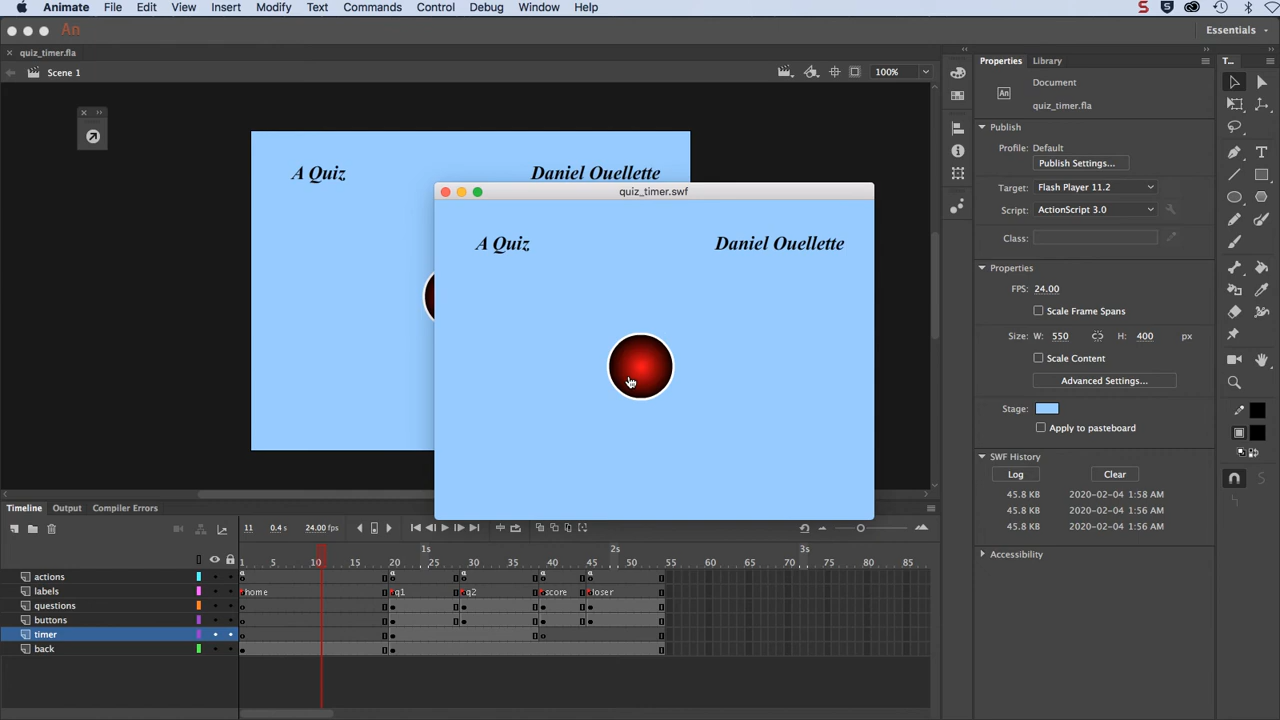 Animate File Edit View Insert Modify Text Commands Control Debug Window Help
An Essentials
quiz_timer.fla
Scene 1 100%
Properties Library T...
Document
An quiz_timer.fla
Publish
Profile: Default
Publish Settings...
Target: Flash Player 11.2
Script: ActionScript 3.0
Class:
Properties
FPS: 24.00
Scale Frame Spans
Size: W: 550 H: 400 px
Scale Content
Advanced Settings...
Stage:
Apply to pasteboard
SWF History
Log Clear
45.8 KB 2020-02-04 1:58 AM
45.8 KB 2020-02-04 1:56 AM
45.8 KB 2020-02-04 1:56 AM
Accessibility
A Quiz Daniel Ouellette
quiz_timer.swf
A Quiz Daniel Ouellette
Timeline Output Compiler Errors
11 0.4 s 24.00 fps
1s 2s 3s
1 5 10 15 20 25 30 35 40 45 50 55 60 65 70 75 80 85
actions
labels home q1 q2 score loser
questions
buttons
timer
back